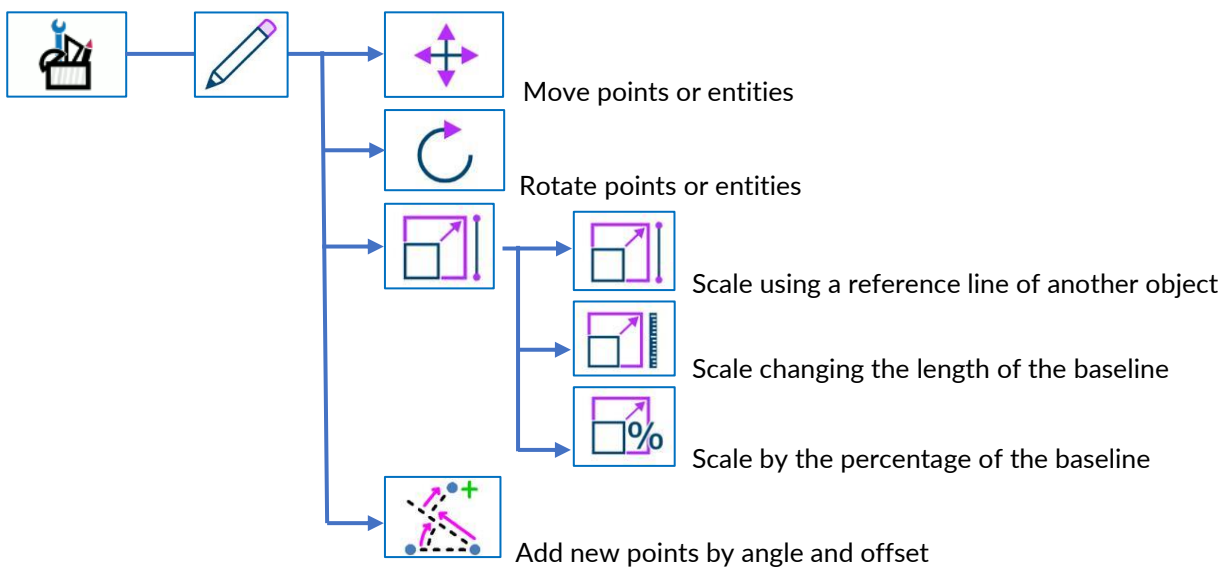 Move points or entities
Rotate points or entities
Scale using a reference line of another object
Scale changing the length of the baseline
%
Scale by the percentage of the baseline
Add new points by angle and offset